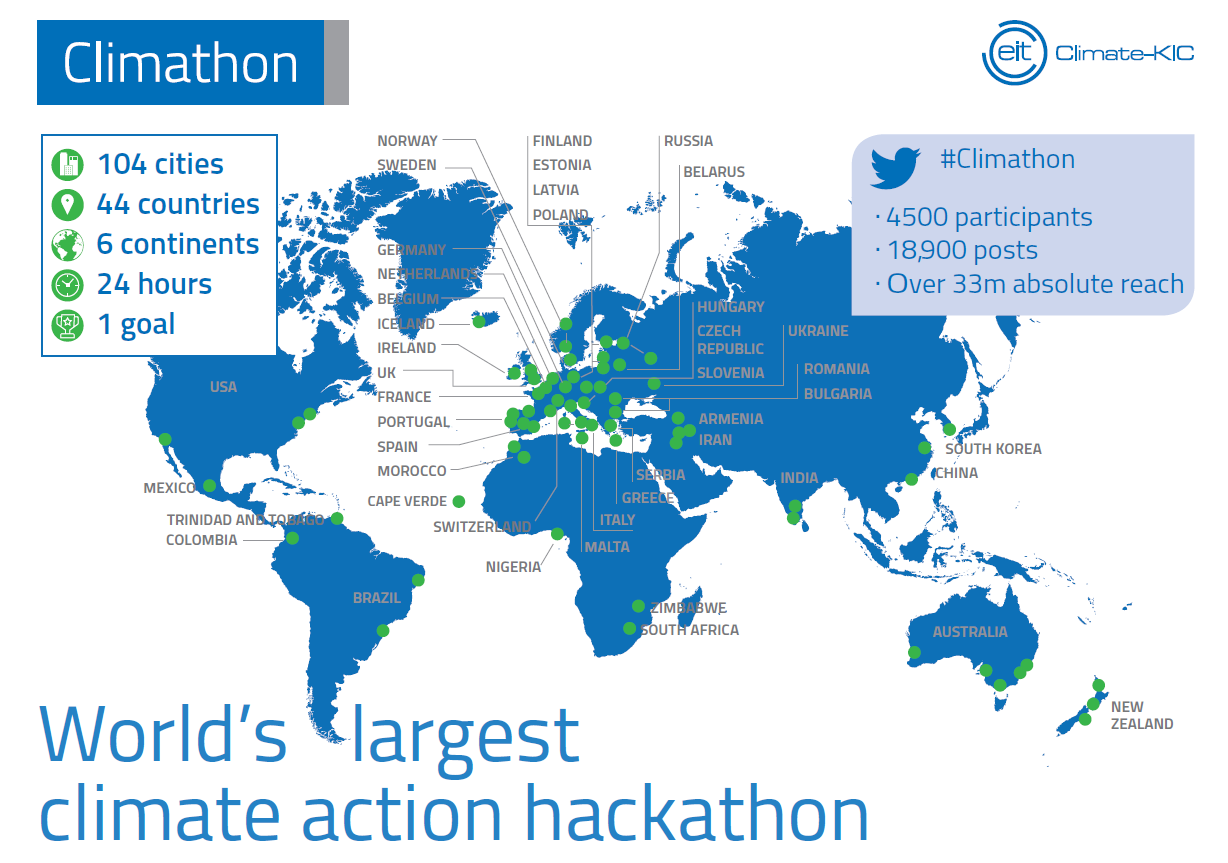 Climathon
eit Climate-KIC
104 cities
44 countries
6 continents
24 hours
1 goal
#Climathon
· 4500 participants
· 18,900 posts
· Over 33m absolute reach
NORWAY
SWEDEN
FINLAND
ESTONIA
LATVIA
POLAND
RUSSIA
BELARUS
GERMANY
NETHERLANDS
BELGIUM
ICELAND
IRELAND
UK
FRANCE
PORTUGAL
SPAIN
MOROCCO
HUNGARY
CZECH
REPUBLIC
SLOVENIA
UKRAINE
ROMANIA
BULGARIA
ARMENIA
IRAN
USA
MEXICO
TRINIDAD AND TOBAGO
COLOMBIA
BRAZIL
CAPE VERDE
SWITZERLAND
NIGERIA
SERBIA
GREECE
ITALY
MALTA
ZIMBABWE
SOUTH AFRICA
INDIA
SOUTH KOREA
CHINA
AUSTRALIA
NEW
ZEALAND
World's largest
climate action hackathon